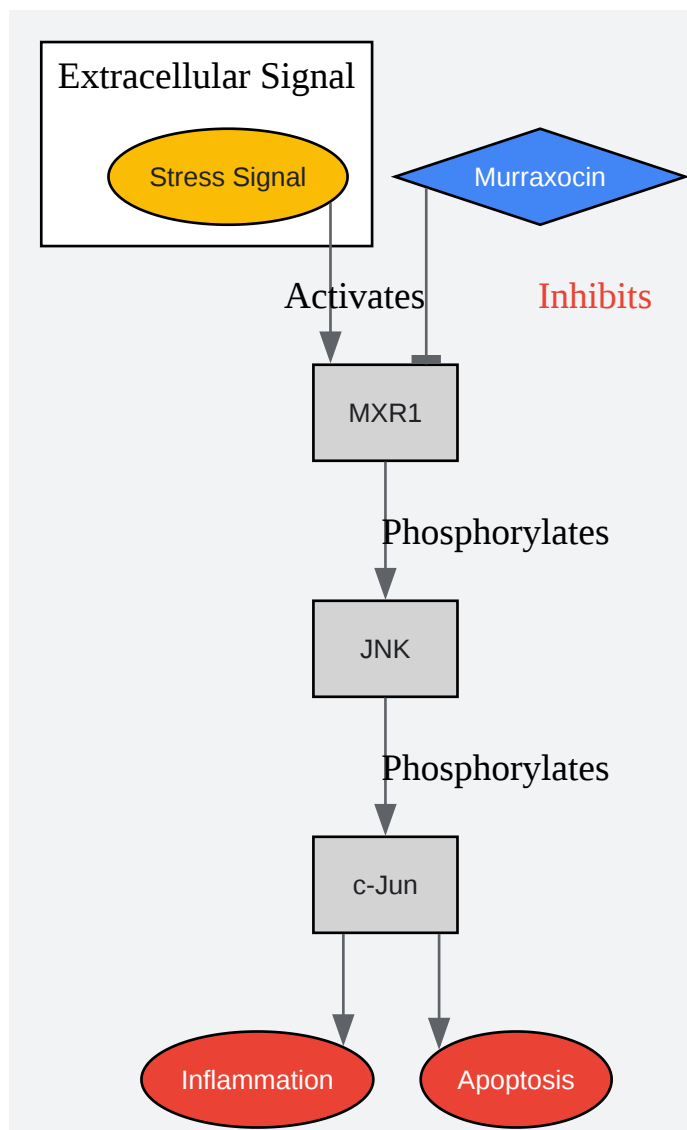 Extracellular Signal
Stress Signal
Murraxocin
Activates
Inhibits
MXR1
Phosphorylates
JNK
Phosphorylates
c-Jun
Inflammation
Apoptosis